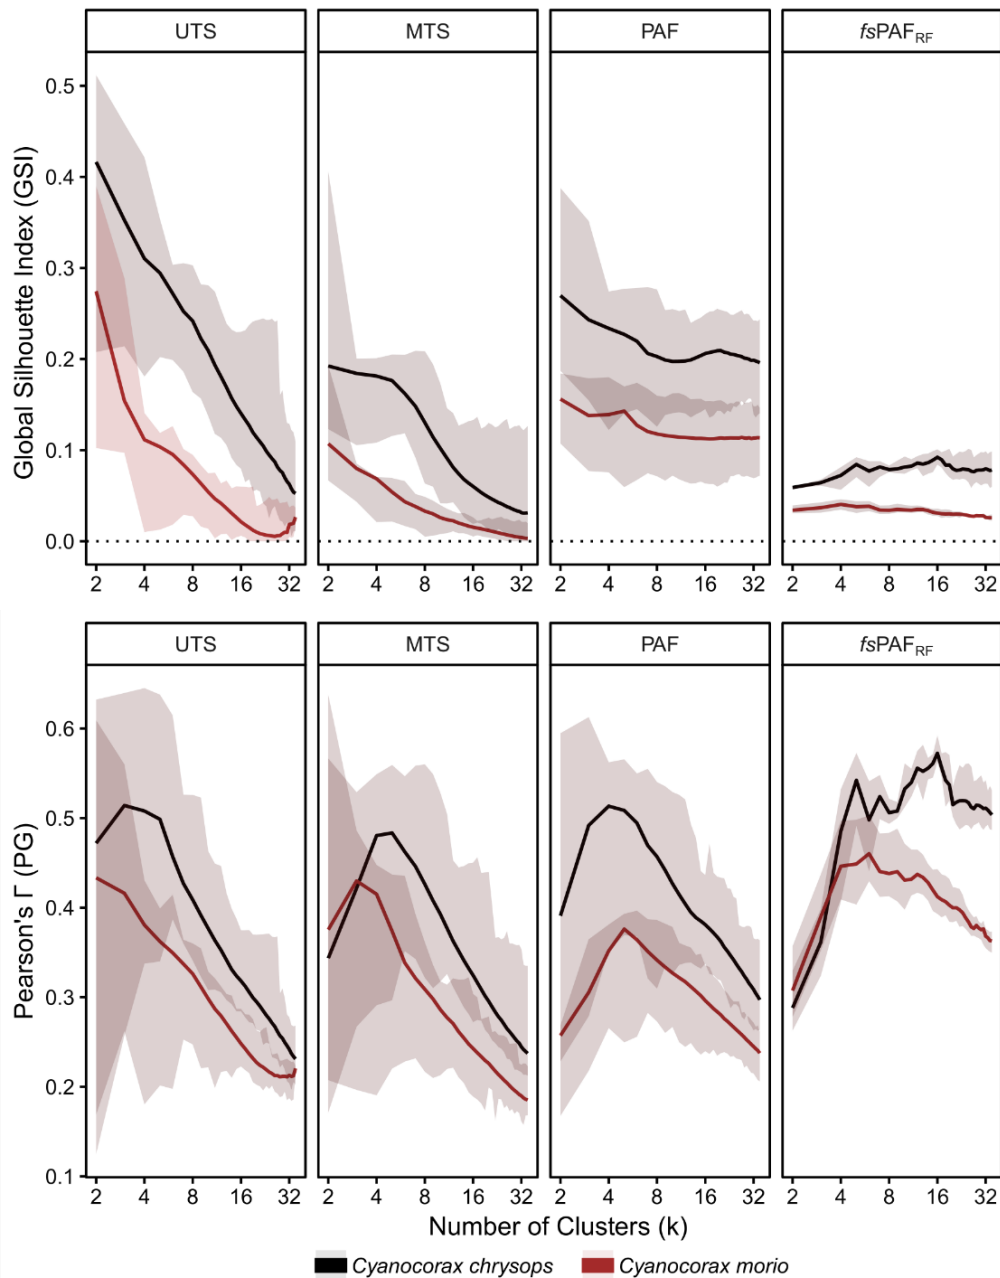 UTS MTS PAF fsPAFRF
Global Silhouette Index (GSI)
0.5
0.4
0.3
0.2
0.1
0.0
2 4 8 16 32 2 4 8 16 32 2 4 8 16 32 2 4 8 16 32
UTS MTS PAF fsPAFRF
Pearson's Γ (PG)
0.6
0.5
0.4
0.3
0.2
0.1
2 4 8 16 32 2 4 8 16 32 2 4 8 16 32 2 4 8 16 32
Number of Clusters (k)
Cyanocorax chrysops Cyanocorax morio